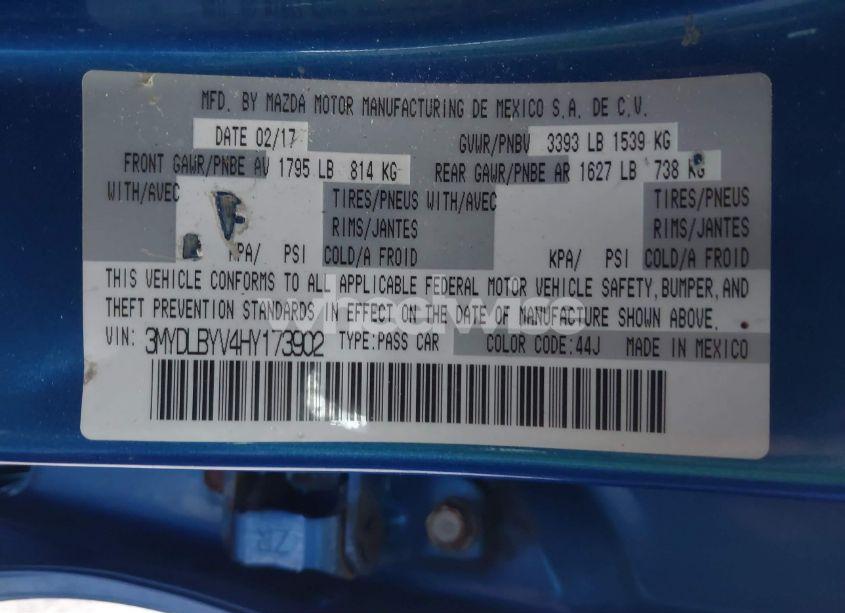 MFD. BY MAZDA MOTOR MANUFACTURING DE MEXICO S.A. DE C.V.
DATE 02/17 GVWR/PNBV 3393 LB 1539 KG
FRONT GAWR/PNBE AV 1795 LB 814 KG REAR GAWR/PNBE AR 1627 LB 738 KG
WITH/AVEC TIRES/PNEUS WITH/AVEC TIRES/PNEUS
RIMS/JANTES RIMS/JANTES
KPA/ PSI COLD/A FROID KPA/ PSI COLD/A FROID
THIS VEHICLE CONFORMS TO ALL APPLICABLE FEDERAL MOTOR VEHICLE SAFETY, BUMPER, AND
THEFT PREVENTION STANDARDS IN EFFECT ON THE DATE OF MANUFACTURE SHOWN ABOVE.
wheelwise
VIN: 3MYDLBYV4HY173902 TYPE:PASS CAR COLOR CODE:44J MADE IN MEXICO
ZR